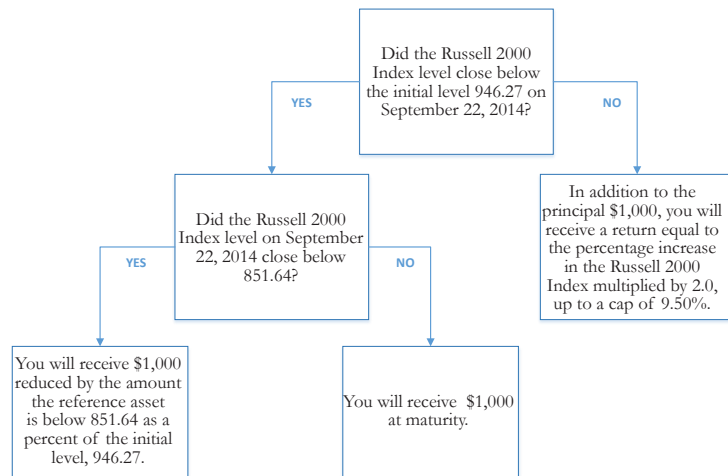 Did the Russell 2000
Index level close below
the initial level 946.27 on
September 22, 2014?
YES
NO
Did the Russell 2000
Index level on September
22, 2014 close below
851.64?
In addition to the
principal $1,000, you will
receive a return equal to
the percentage increase
in the Russell 2000
Index multiplied by 2.0,
up to a cap of 9.50%.
YES
NO
You will receive $1,000
reduced by the amount
the reference asset
is below 851.64 as a
percent of the initial
level, 946.27.
You will receive $1,000
at maturity.